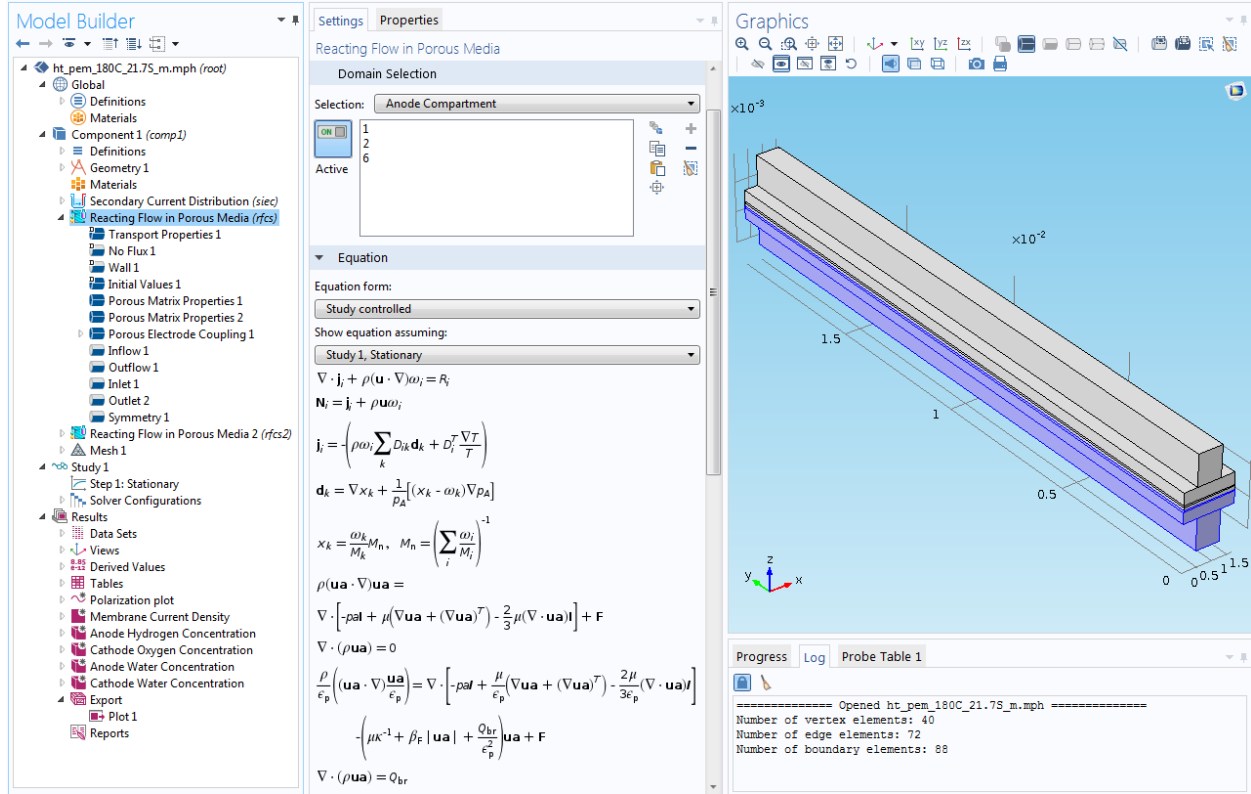 Model Builder
ht_pem_180C_21.7S_m.mph (root)
Global
Definitions
Materials
Component 1 (comp1)
Definitions
Geometry 1
Materials
Secondary Current Distribution (siec)
Reacting Flow in Porous Media (rfcs)
Transport Properties 1
No Flux 1
Wall 1
Initial Values 1
Porous Matrix Properties 1
Porous Matrix Properties 2
Porous Electrode Coupling 1
Inflow 1
Outflow 1
Inlet 1
Outlet 2
Symmetry 1
Reacting Flow in Porous Media 2 (rfcs2)
Mesh 1
Study 1
Step 1: Stationary
Solver Configurations
Results
Data Sets
Views
8.85
e-12
Derived Values
Tables
Polarization plot
Membrane Current Density
Anode Hydrogen Concentration
Cathode Oxygen Concentration
Anode Water Concentration
Cathode Water Concentration
Export
Plot 1
Reports
Settings Properties
Reacting Flow in Porous Media
Domain Selection
Selection: Anode Compartment
ON
Active
1
2
6
Equation
Equation form:
Study controlled
Show equation assuming:
Study 1, Stationary
∇ · j_i + ρ(u · ∇)ω_i = R_i
N_i = j_i + ρuω_i
j_i = -(ρω_i ∑_k D_ik d_k + D_i^T ∇T/T)
d_k = ∇x_k + 1/p_A [(x_k - ω_k)∇p_A]
x_k = ω_k/M_k M_n, M_n = (∑_i ω_i/M_i)^-1
ρ(ua · ∇)ua =
∇ · [-paI + μ(∇ua + (∇ua)^T) - 2/3 μ(∇ · ua)I] + F
∇ · (ρua) = 0
ρ/ϵ_p ((ua · ∇) ua/ϵ_p) = ∇ · [-paI + μ/ϵ_p (∇ua + (∇ua)^T) - 2μ/3ϵ_p (∇ · ua)I]
-(μκ^-1 + β_F |ua| + Q_br/ϵ_p^2) ua + F
∇ · (ρua) = Q_br
Graphics
xy yz zx
×10⁻³
×10⁻²
1.5
1
0.5
0
0 0.5 1 1.5
z
y
x
Progress Log Probe Table 1
============== Opened ht_pem_180C_21.7S_m.mph ==============
Number of vertex elements: 40
Number of edge elements: 72
Number of boundary elements: 88